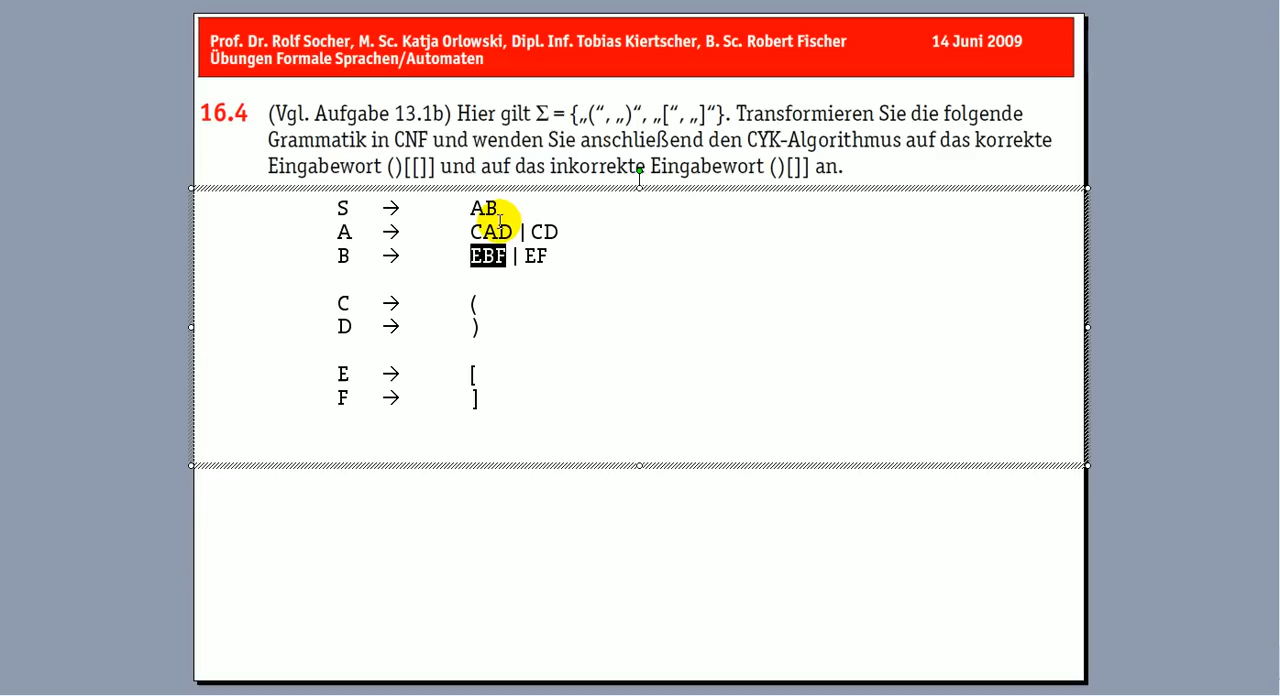 Prof. Dr. Rolf Socher, M. Sc. Katja Orlowski, Dipl. Inf. Tobias Kiertscher, B. Sc. Robert Fischer 14 Juni 2009
Übungen Formale Sprachen/Automaten
16.4 (Vgl. Aufgabe 13.1b) Hier gilt Σ = {„(“, „)“, „[“, „]“}. Transformieren Sie die folgende
Grammatik in CNF und wenden Sie anschließend den CYK-Algorithmus auf das korrekte
Eingabewort ()[[]] und auf das inkorrekte Eingabewort ()[]] an.
S → AB
A → CAD | CD
B → EBF | EF
C → (
D → )
E → [
F → ]